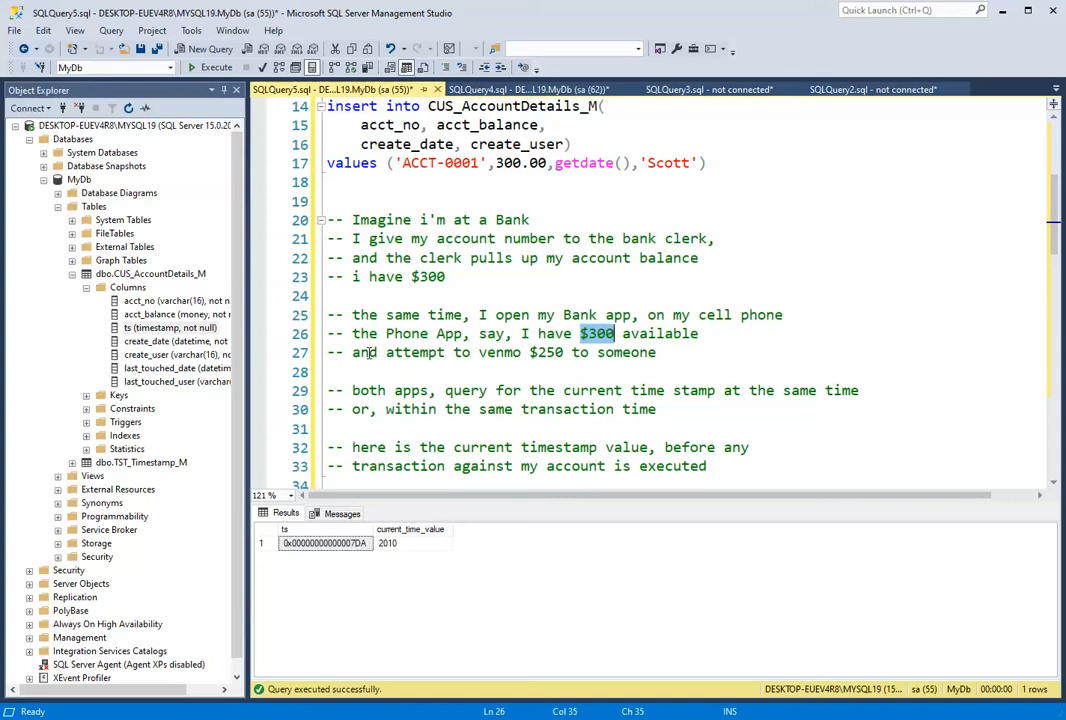 SQLQuery5.sql - DESKTOP-EUEV4R8\MYSQL19.MyDb (sa (55))* - Microsoft SQL Server Management Studio
Quick Launch (Ctrl+Q)
File Edit View Query Project Tools Window Help
New Query
MyDb Execute
Object Explorer
SQLQuery5.sql - DE...L19.MyDb (sa (55))* SQLQuery4.sql - DE...L19.MyDb (sa (62))* SQLQuery3.sql - not connected* SQLQuery2.sql - not connected*
Connect
DESKTOP-EUEV4R8\MYSQL19 (SQL Server 15.0.20
Databases
System Databases
Database Snapshots
MyDb
Database Diagrams
Tables
System Tables
FileTables
External Tables
Graph Tables
dbo.CUS_AccountDetails_M
Columns
acct_no (varchar(16), not n
acct_balance (money, not n
ts (timestamp, not null)
create_date (datetime, not
create_user (varchar(16), n
last_touched_date (datetim
last_touched_user (varchar
Keys
Constraints
Triggers
Indexes
Statistics
dbo.TST_Timestamp_M
Views
External Resources
Synonyms
Programmability
Service Broker
Storage
Security
Security
Server Objects
Replication
PolyBase
Always On High Availability
Management
Integration Services Catalogs
SQL Server Agent (Agent XPs disabled)
XEvent Profiler
14 insert into CUS_AccountDetails_M(
15 acct_no, acct_balance,
16 create_date, create_user)
17 values ('ACCT-0001',300.00,getdate(),'Scott')
18
19
20 -- Imagine i'm at a Bank
21 -- I give my account number to the bank clerk,
22 -- and the clerk pulls up my account balance
23 -- i have $300
24
25 -- the same time, I open my Bank app, on my cell phone
26 -- the Phone App, say, I have $300 available
27 -- and attempt to venmo $250 to someone
28
29 -- both apps, query for the current time stamp at the same time
30 -- or, within the same transaction time
31
32 -- here is the current timestamp value, before any
33 -- transaction against my account is executed
34
121 %
Results Messages
ts current_time_value
1 0x00000000000007DA 2010
Query executed successfully. DESKTOP-EUEV4R8\MYSQL19 (15... sa (55) MyDb 00:00:00 1 rows
Ready Ln 26 Col 35 Ch 35 INS